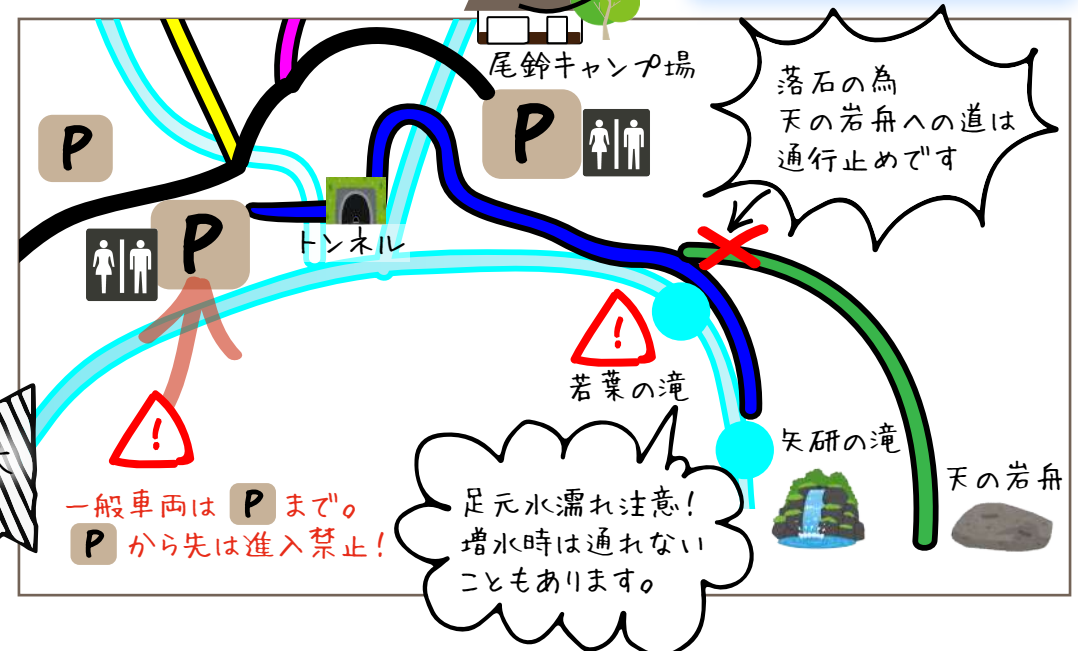 尾鈴キャンプ場
落石の為
天の岩舟への道は
通行止めです
P
P
P
トンネル
若葉の滝
矢研の滝
天の岩舟
一般車両は P まで。
P から先は進入禁止!
足元水濡れ注意!
増水時は通れない
こともあります。